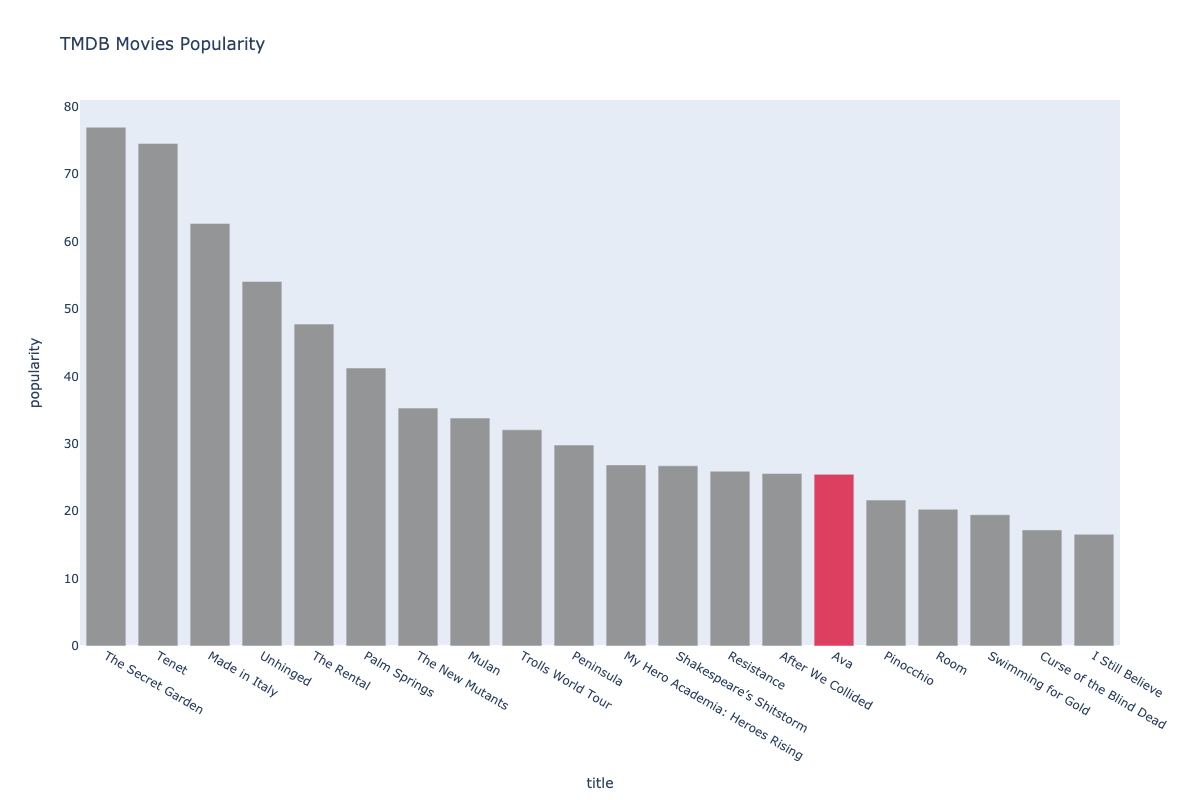 TMDB Movies Popularity
80
70
60
50
40
30
20
10
0
popularity
The Secret Garden
Tenet
Made in Italy
Unhinged
The Rental
Palm Springs
The New Mutants
Mulan
Trolls World Tour
Peninsula
My Hero Academia: Heroes Rising
Shakespeare's Shitstorm
Resistance
After We Collided
Ava
Pinocchio
Room
Swimming for Gold
Curse of the Blind Dead
I Still Believe
title